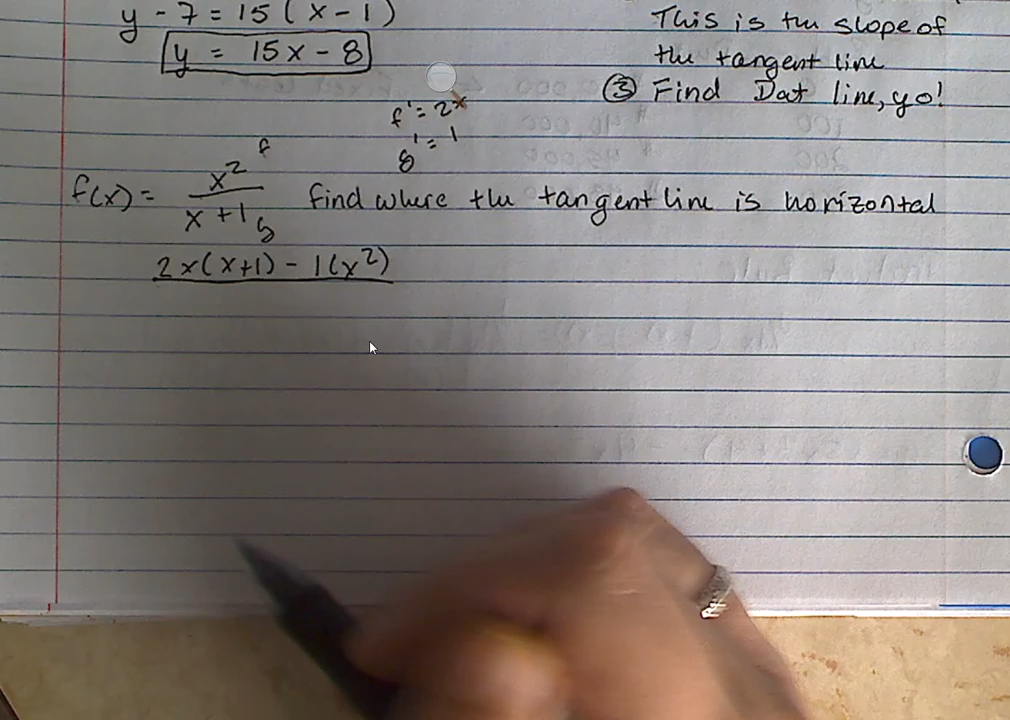 y - 7 = 15 ( x - 1 )
y = 15x - 8
This is the slope of
the tangent line
③ Find Dat line, yo!
f' = 2x
g' = 1
f(x) = x² f / x + 1 g find where the tangent line is horizontal
2x(x+1) - 1(x²)